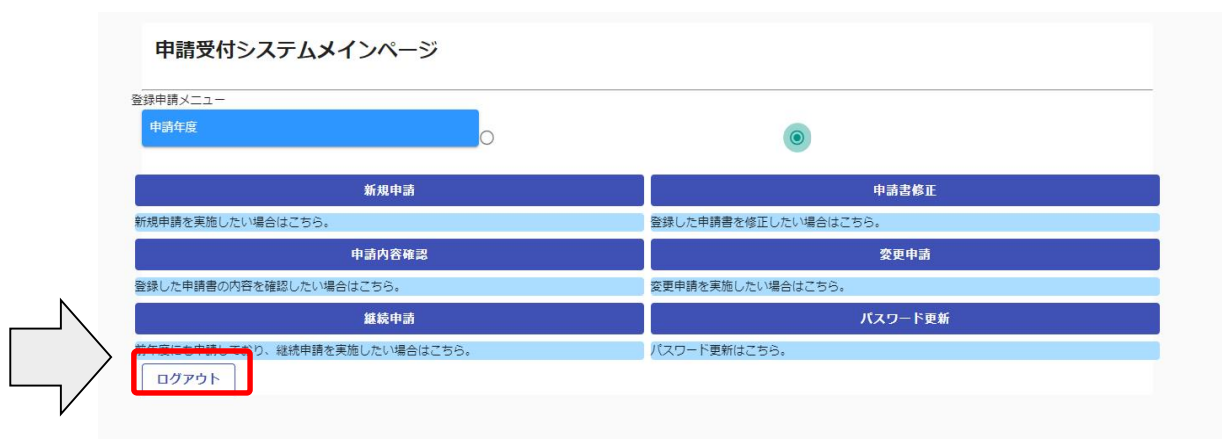 申請受付システムメインページ
登録申請メニュー
申請年度
新規申請
申請書修正
新規申請を実施したい場合はこちら。
登録した申請書を修正したい場合はこちら。
申請内容確認
変更申請
登録した申請書の内容を確認したい場合はこちら。
変更申請を実施したい場合はこちら。
継続申請
パスワード更新
前年度にも申請しており、継続申請を実施したい場合はこちら。
パスワード更新はこちら。
ログアウト